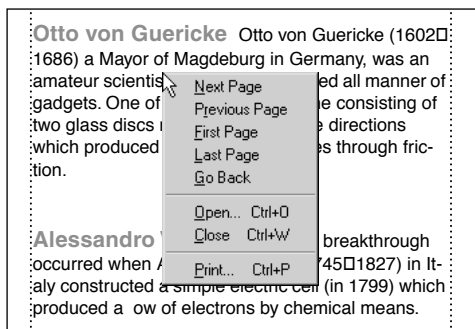 Otto von Guericke Otto von Guericke (1602
1686) a Mayor of Magdeburg in Germany, was an
amateur scientis ed all manner of
gadgets. One of ne consisting of
two glass discs e directions
which produced es through fric-
tion.
Next Page
Previous Page
First Page
Last Page
Go Back
Open... Ctrl+O
Close Ctrl+W
Print... Ctrl+P
Alessandro breakthrough
occurred when A 745 1827) in It-
aly constructed a simple electric cell (in 1799) which
produced a ow of electrons by chemical means.